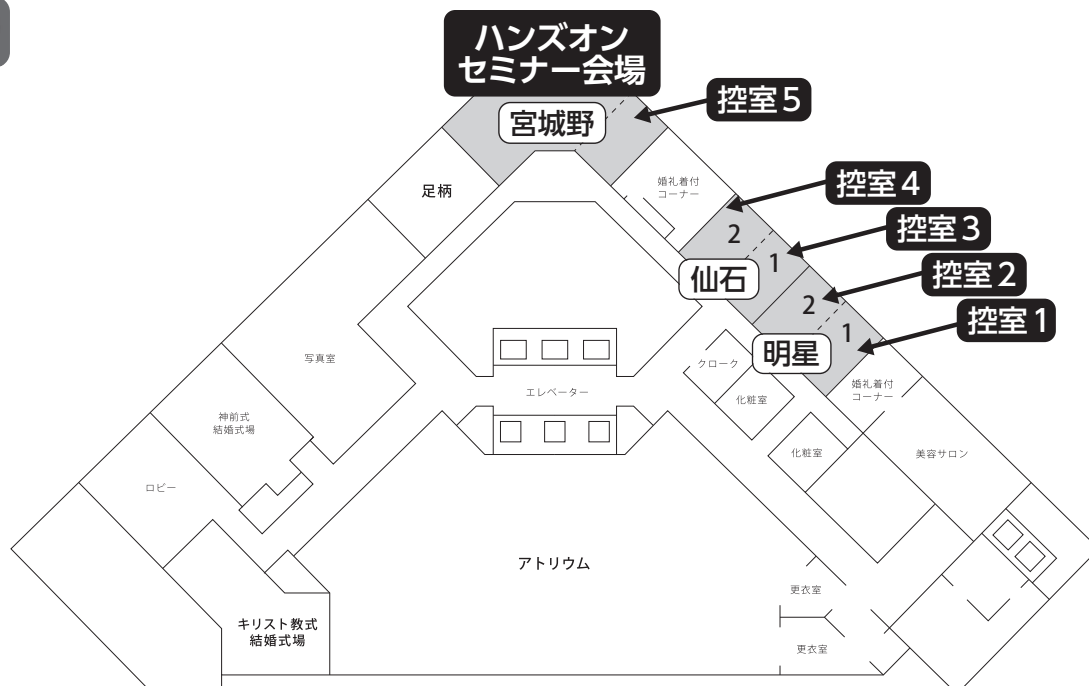 ハンズオン
セミナー会場
控室5
宮城野
足柄
婚礼着付
コーナー
控室4
控室3
2
1
仙石
控室2
2
控室1
1
明星
写真室
クローク
エレベーター
化粧室
婚礼着付
コーナー
神前式
結婚式場
化粧室
美容サロン
ロビー
アトリウム
更衣室
キリスト教式
結婚式場
更衣室